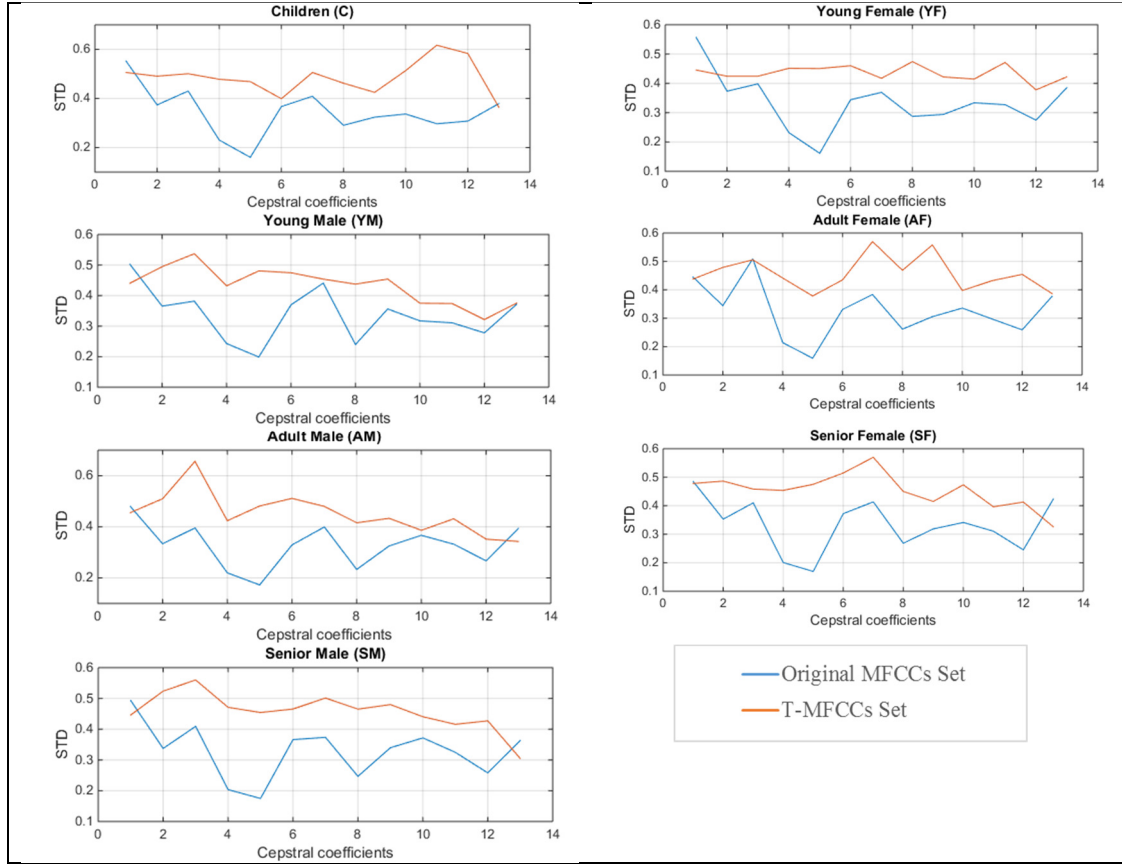 Children (C)
0.6
0.4
0.2
STD
0 2 4 6 8 10 12 14
Cepstral coefficients
Young Male (YM)
0.6
0.5
0.4
0.3
0.2
0.1
STD
0 2 4 6 8 10 12 14
Cepstral coefficients
Adult Male (AM)
0.6
0.4
0.2
STD
0 2 4 6 8 10 12 14
Cepstral coefficients
Senior Male (SM)
0.6
0.5
0.4
0.3
0.2
0.1
STD
0 2 4 6 8 10 12 14
Cepstral coefficients
Young Female (YF)
0.6
0.5
0.4
0.3
0.2
0.1
STD
0 2 4 6 8 10 12 14
Cepstral coefficients
Adult Female (AF)
0.6
0.5
0.4
0.3
0.2
0.1
STD
0 2 4 6 8 10 12 14
Cepstral coefficients
Senior Female (SF)
0.6
0.5
0.4
0.3
0.2
0.1
STD
0 2 4 6 8 10 12 14
Cepstral coefficients
Original MFCCs Set
T-MFCCs Set